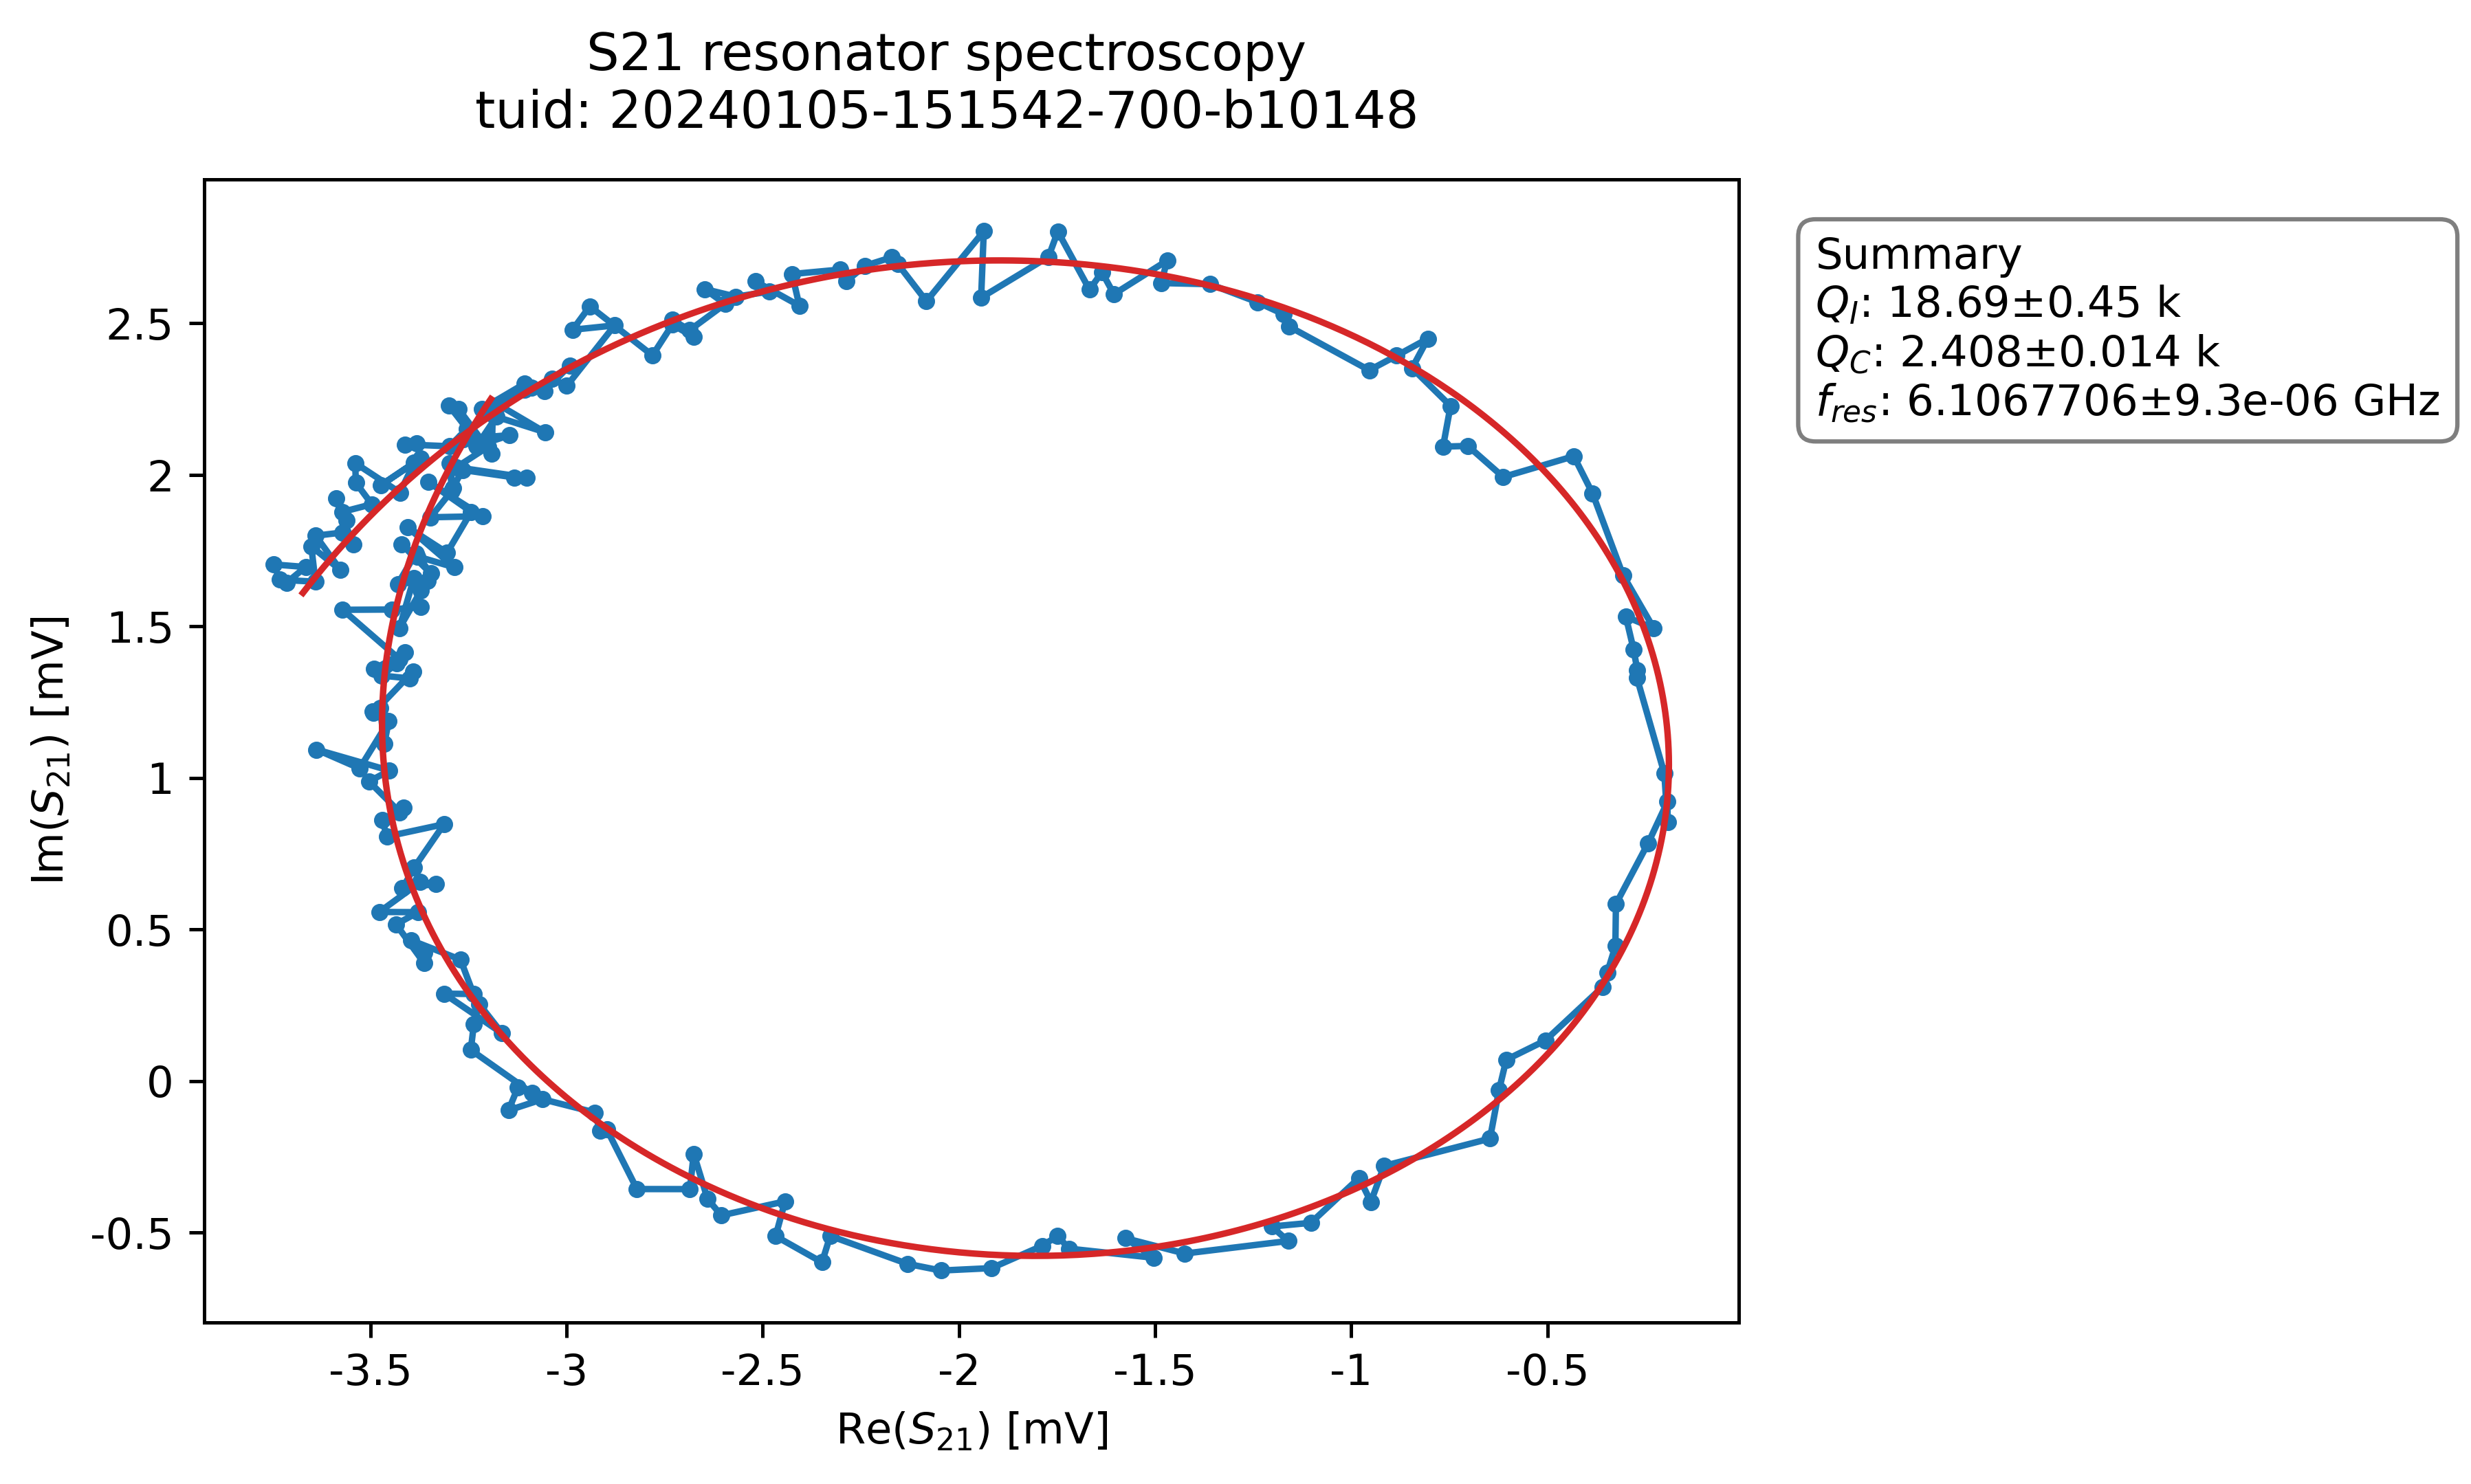 S21 resonator spectroscopy
tuid: 20240105-151542-700-b10148
Summary
Q_I: 18.69±0.45 k
Q_C: 2.408±0.014 k
f_res: 6.1067706±9.3e-06 GHz
Im(S_21) [mV]
2.5
2
1.5
1
0.5
0
-0.5
-3.5 -3 -2.5 -2 -1.5 -1 -0.5
Re(S_21) [mV]